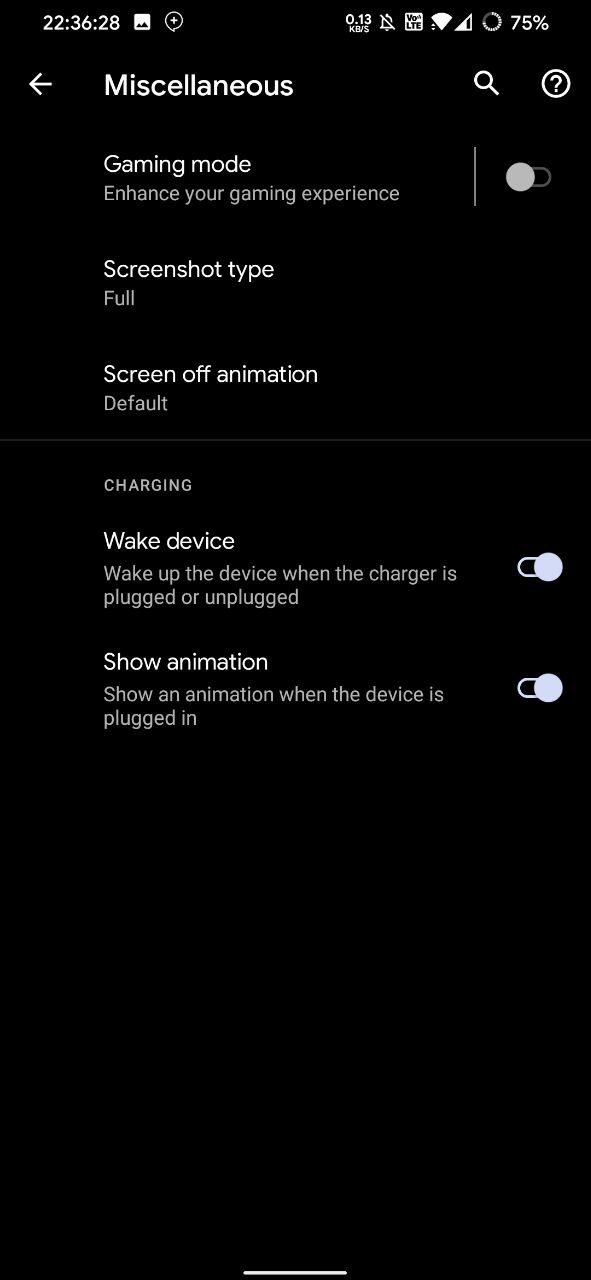 22:36:28 0.13 KB/S Vo LTE 75%
Miscellaneous
Gaming mode
Enhance your gaming experience
Screenshot type
Full
Screen off animation
Default
CHARGING
Wake device
Wake up the device when the charger is
plugged or unplugged
Show animation
Show an animation when the device is
plugged in